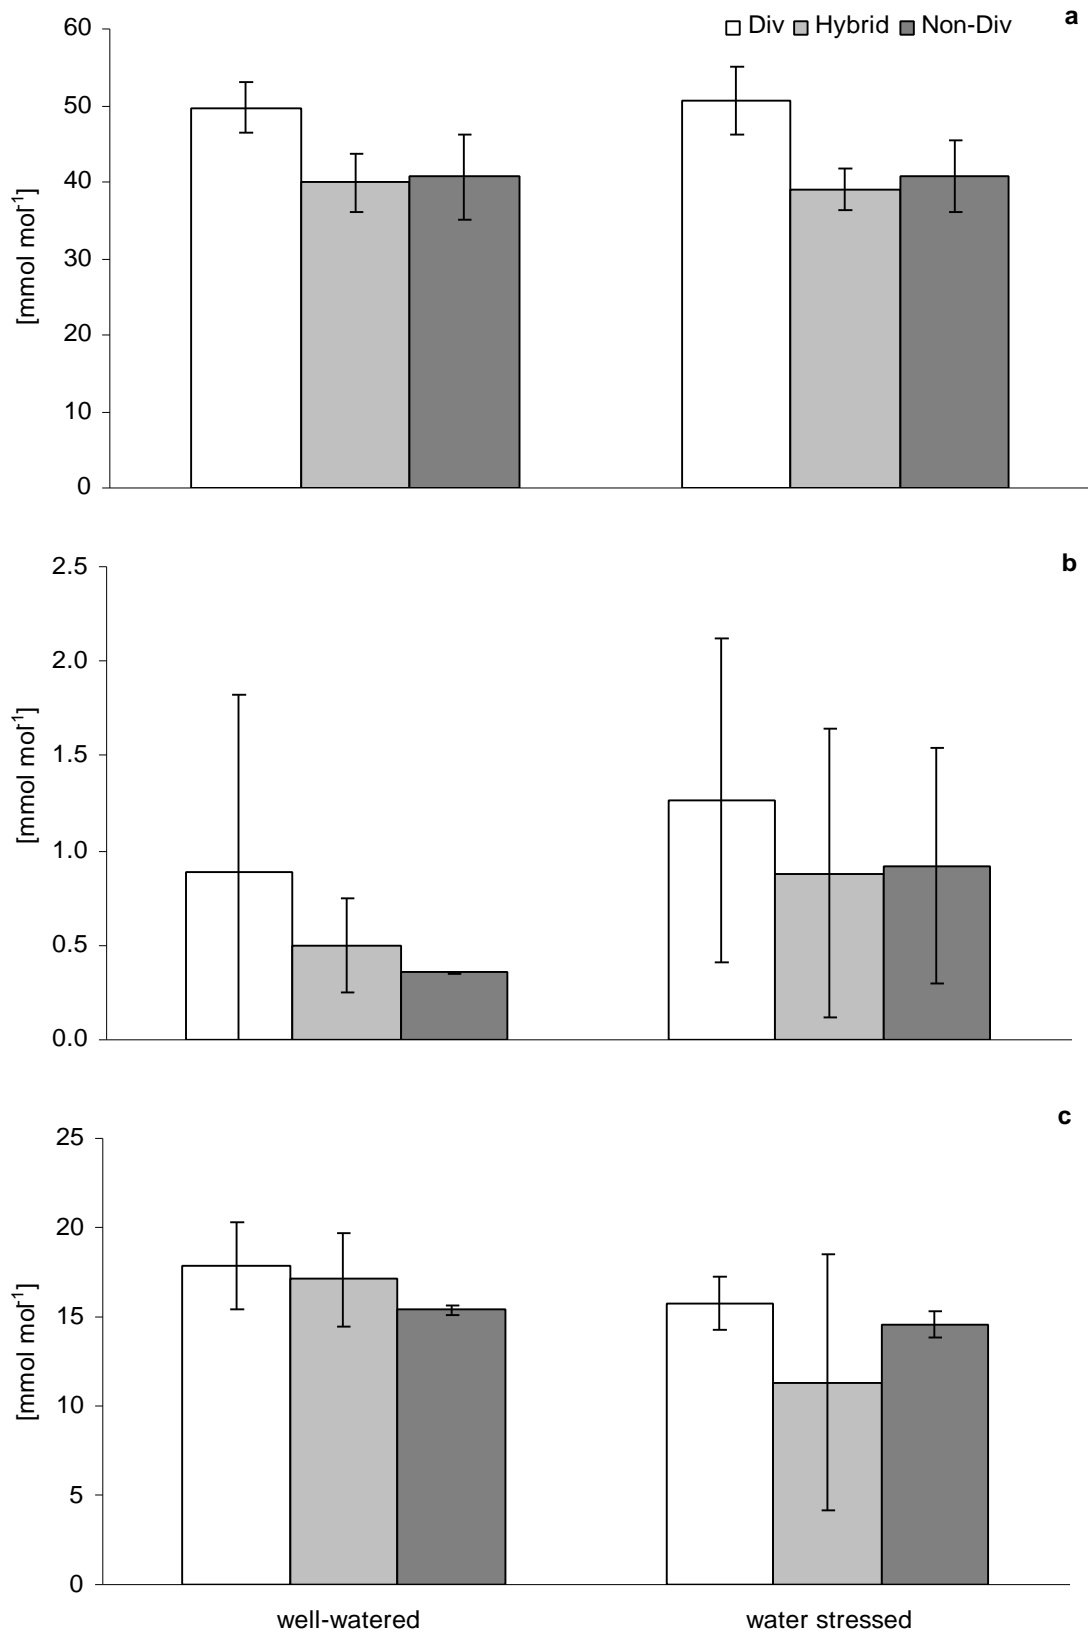 a
Div Hybrid Non-Div
60
50
40
30
20
10
0
[mmol mol⁻¹]
b
2.5
2.0
1.5
1.0
0.5
0.0
[mmol mol⁻¹]
c
25
20
15
10
5
0
[mmol mol⁻¹]
well-watered water stressed